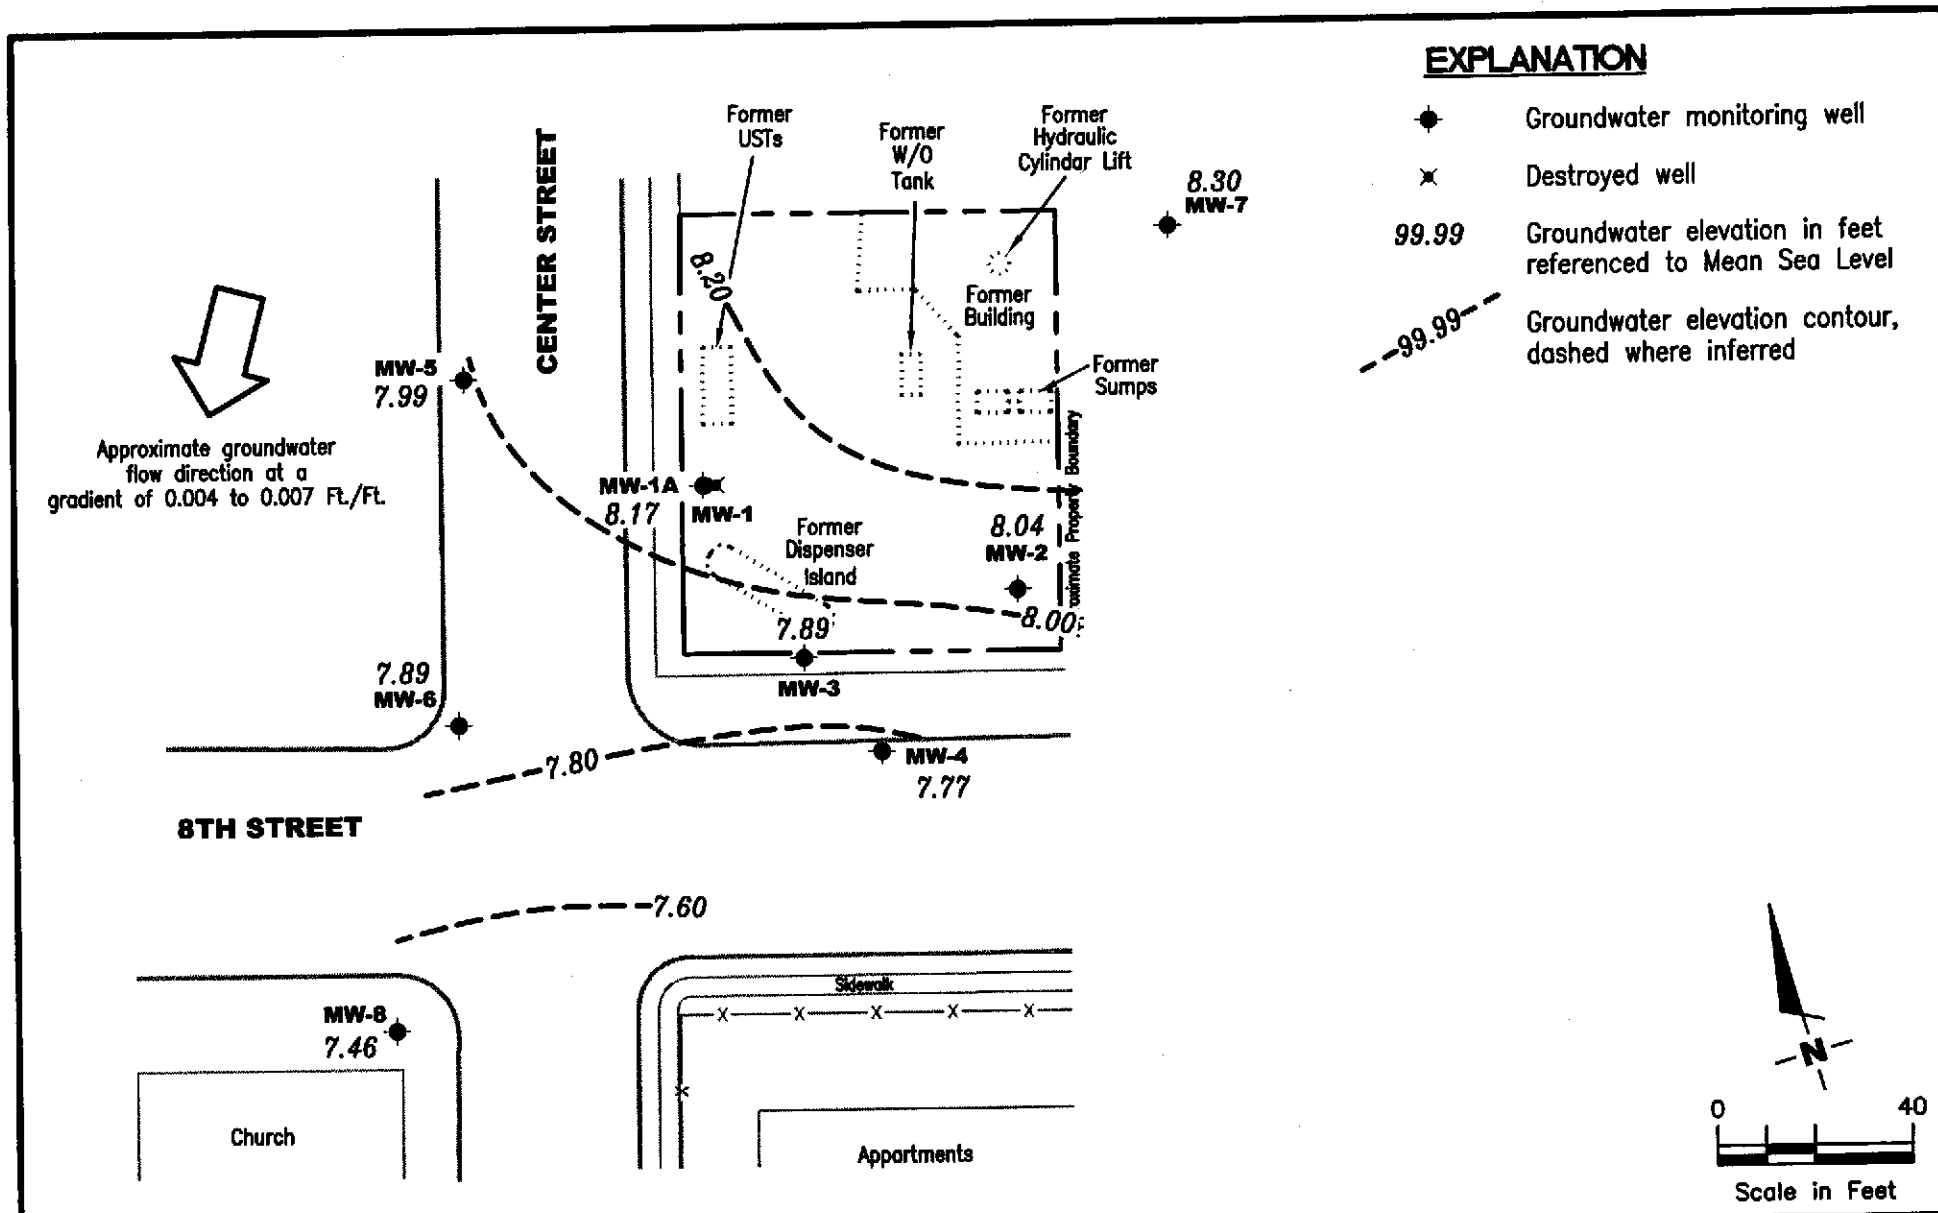 EXPLANATION
Groundwater monitoring well
Destroyed well
99.99
Groundwater elevation in feet
referenced to Mean Sea Level
99.99
Groundwater elevation contour,
dashed where inferred
Former
USTs
Former
W/O
Tank
Former
Hydraulic
Cylindar Lift
CENTER STREET
8.30
MW-7
8.20
Former
Building
Former
Sumps
MW-5
7.99
Approximate groundwater
flow direction at a
gradient of 0.004 to 0.007 Ft./Ft.
MW-1A
8.17
MW-1
Former
Dispenser
Island
8.04
MW-2
oximate Property Boundary
8.00
7.89
MW-3
7.89
MW-6
7.80
MW-4
7.77
8TH STREET
7.60
Sidewalk
X X X X X
X
MW-8
7.46
Church
Appartments
N
0 40
Scale in Feet